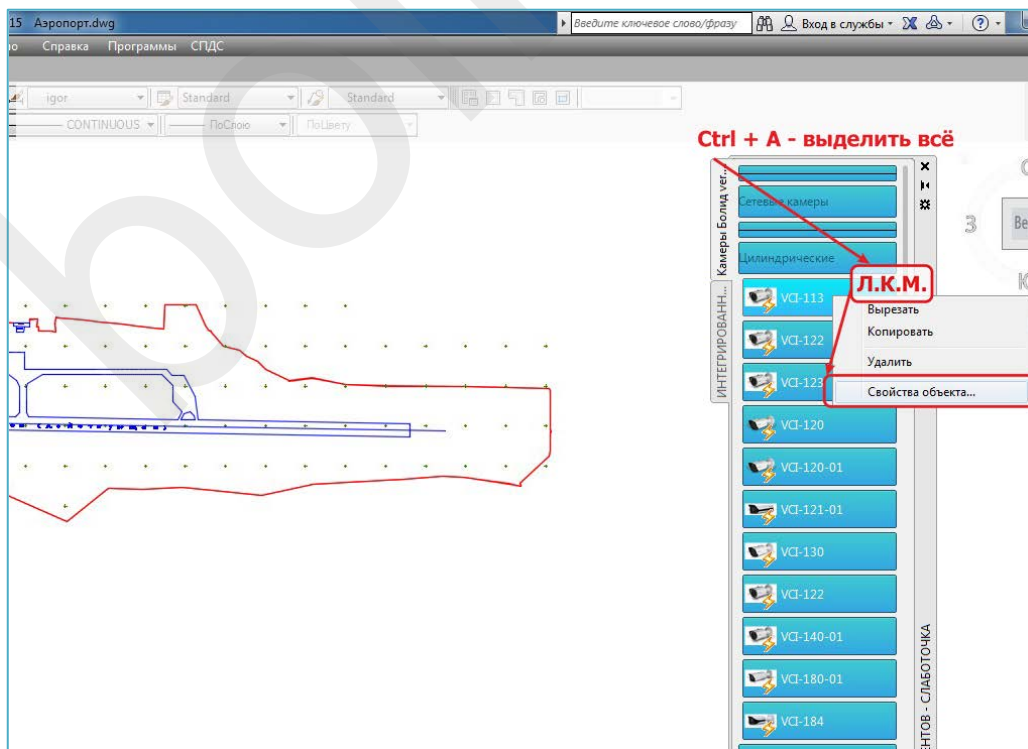 15 Аэропорт.dwg
Введите ключевое слово/фразу
Вход в службы
Справка Программы СПДС
igor
Standard
Standard
CONTINUOUS
ПоСлою
ПоЦвету
Ctrl + A - выделить всё
Камеры Болид ver...
ИНТЕГРИРОВАНН...
Сетевые камеры
Цилиндрические
Л.К.М.
VCI-113
Вырезать
Копировать
VCI-122
Удалить
VCI-123
Свойства объекта...
VCI-120
VCI-120-01
VCI-121-01
VCI-130
VCI-122
VCI-140-01
VCI-180-01
VCI-184
ЕНТОВ - СЛАБОТОЧКА
З
Ве